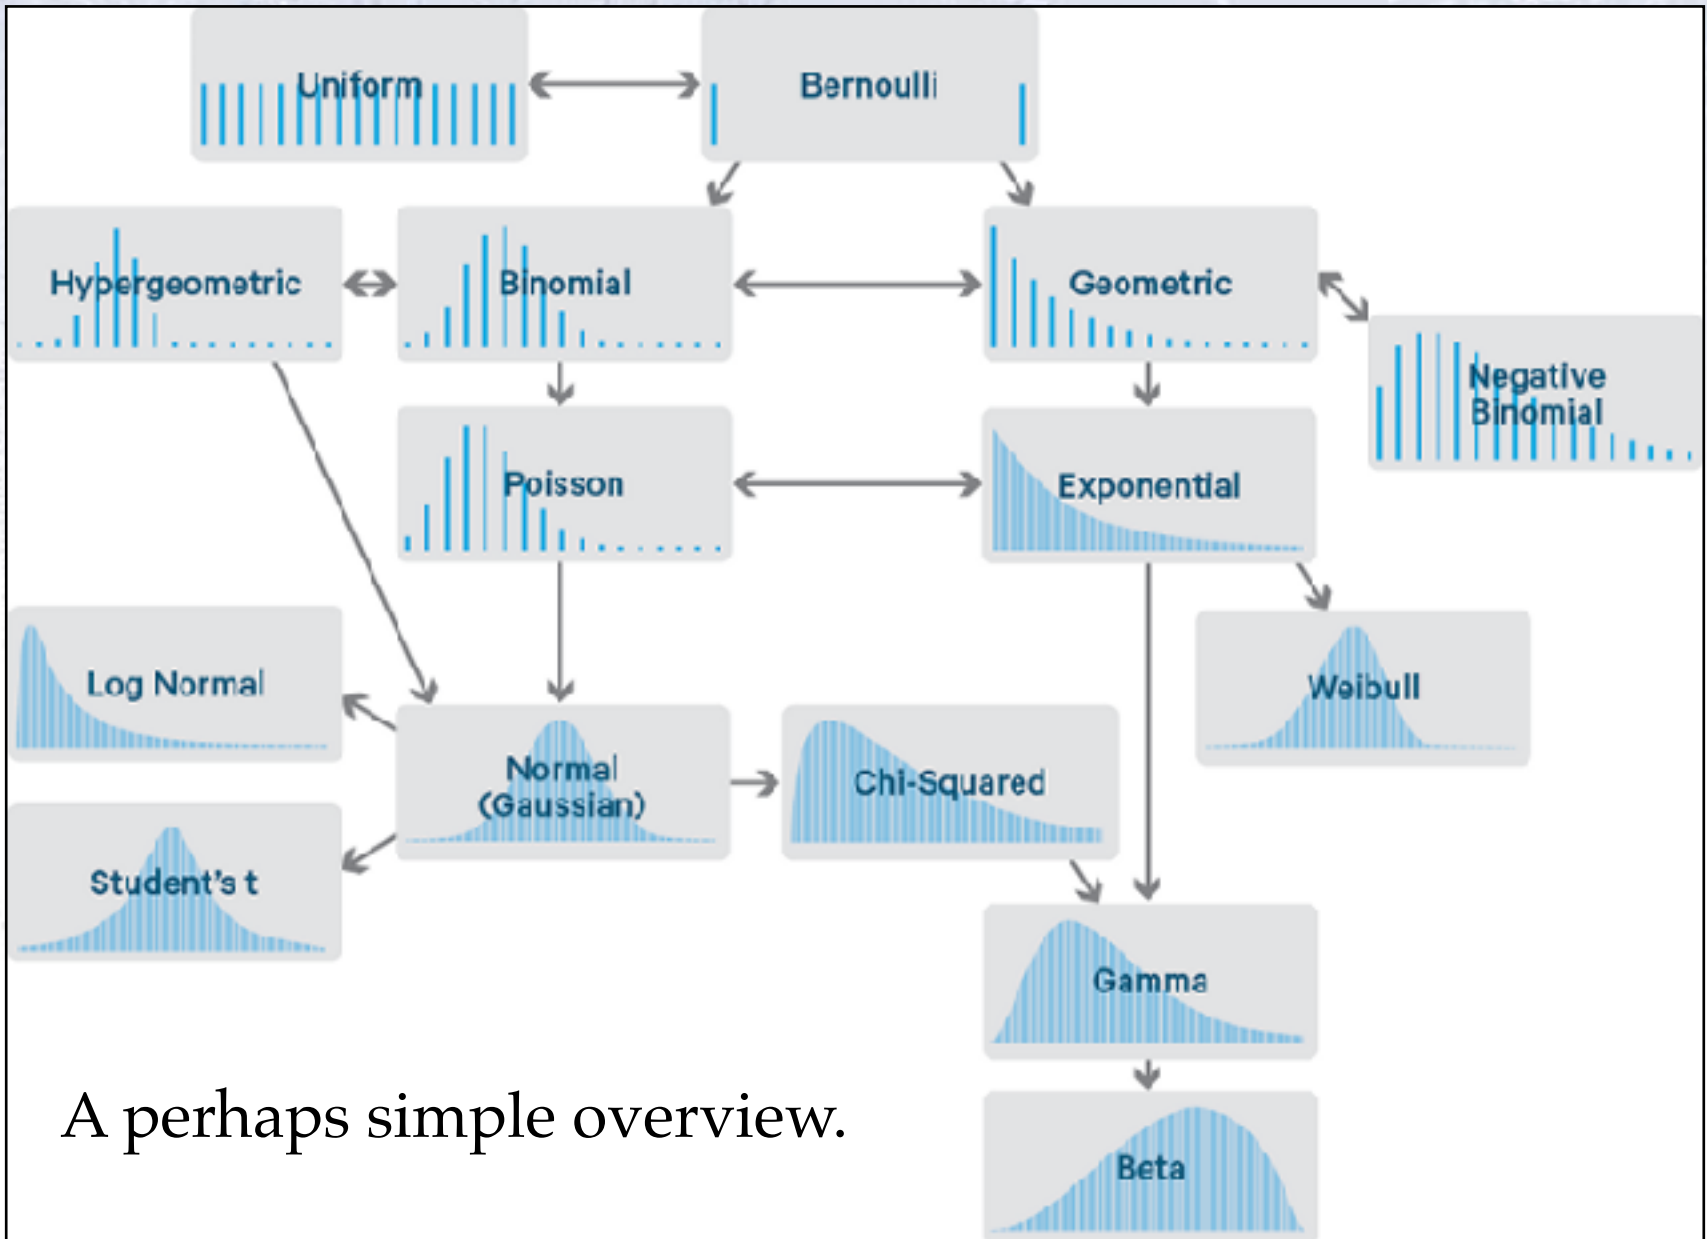 Uniform
Bernoulli
Hypergeometric
Binomial
Geometric
Negative
Binomial
Poisson
Exponential
Log Normal
Weibull
Normal
(Gaussian)
Chi-Squared
Student's t
Gamma
A perhaps simple overview.
Beta